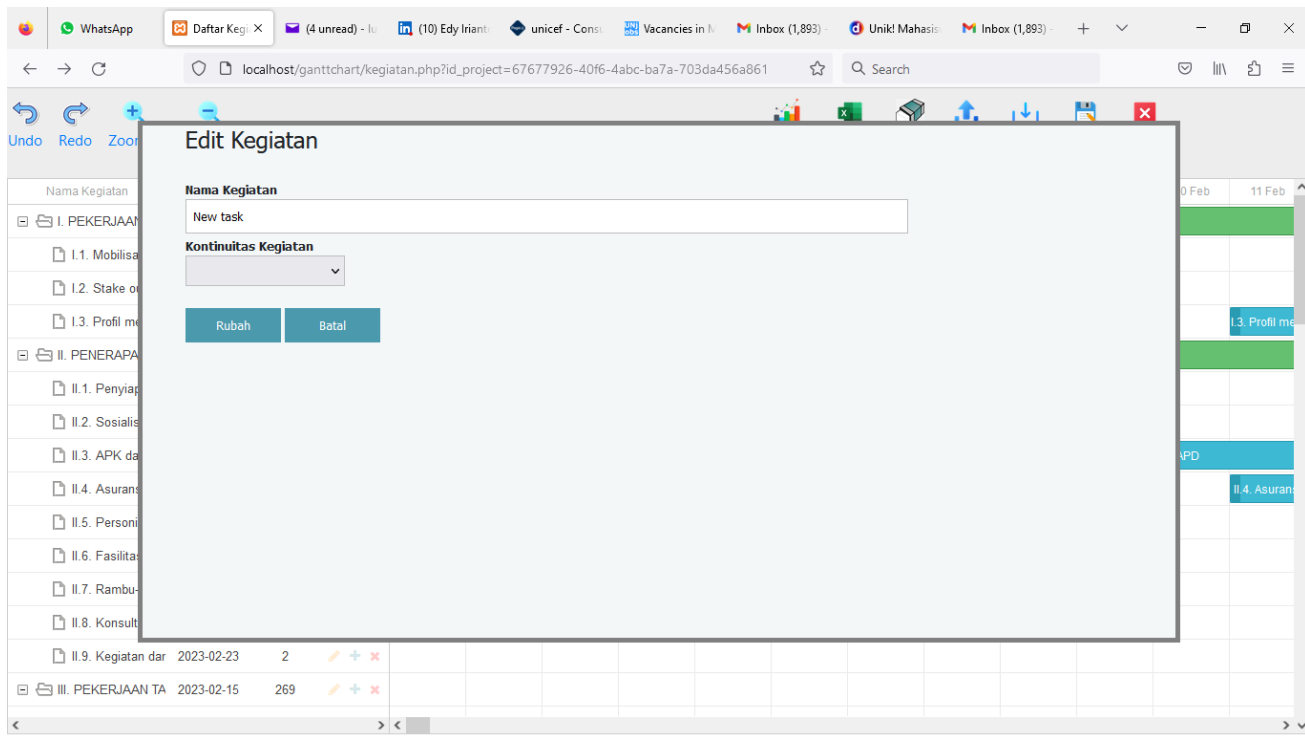 WhatsApp
Daftar Kegi
(4 unread) - lu
(10) Edy Iriant
unicef - Consu
Vacancies in M
Inbox (1,893) -
Unik! Mahasis
Inbox (1,893) -
localhost/ganttchart/kegiatan.php?id_project=67677926-40f6-4abc-ba7a-703da456a861
Search
Undo Redo Zoor
Edit Kegiatan
Nama Kegiatan
New task
Kontinuitas Kegiatan
Rubah Batal
Nama Kegiatan
0 Feb 11 Feb
I. PEKERJAAN
I.1. Mobilisa
I.2. Stake ou
I.3. Profil me
I.3. Profil me
II. PENERAPA
II.1. Penyiap
II.2. Sosialis
II.3. APK da
APD
II.4. Asurans
II.4. Asurans
II.5. Personi
II.6. Fasilitas
II.7. Rambu-
II.8. Konsult
II.9. Kegiatan dar 2023-02-23 2
III. PEKERJAAN TA 2023-02-15 269